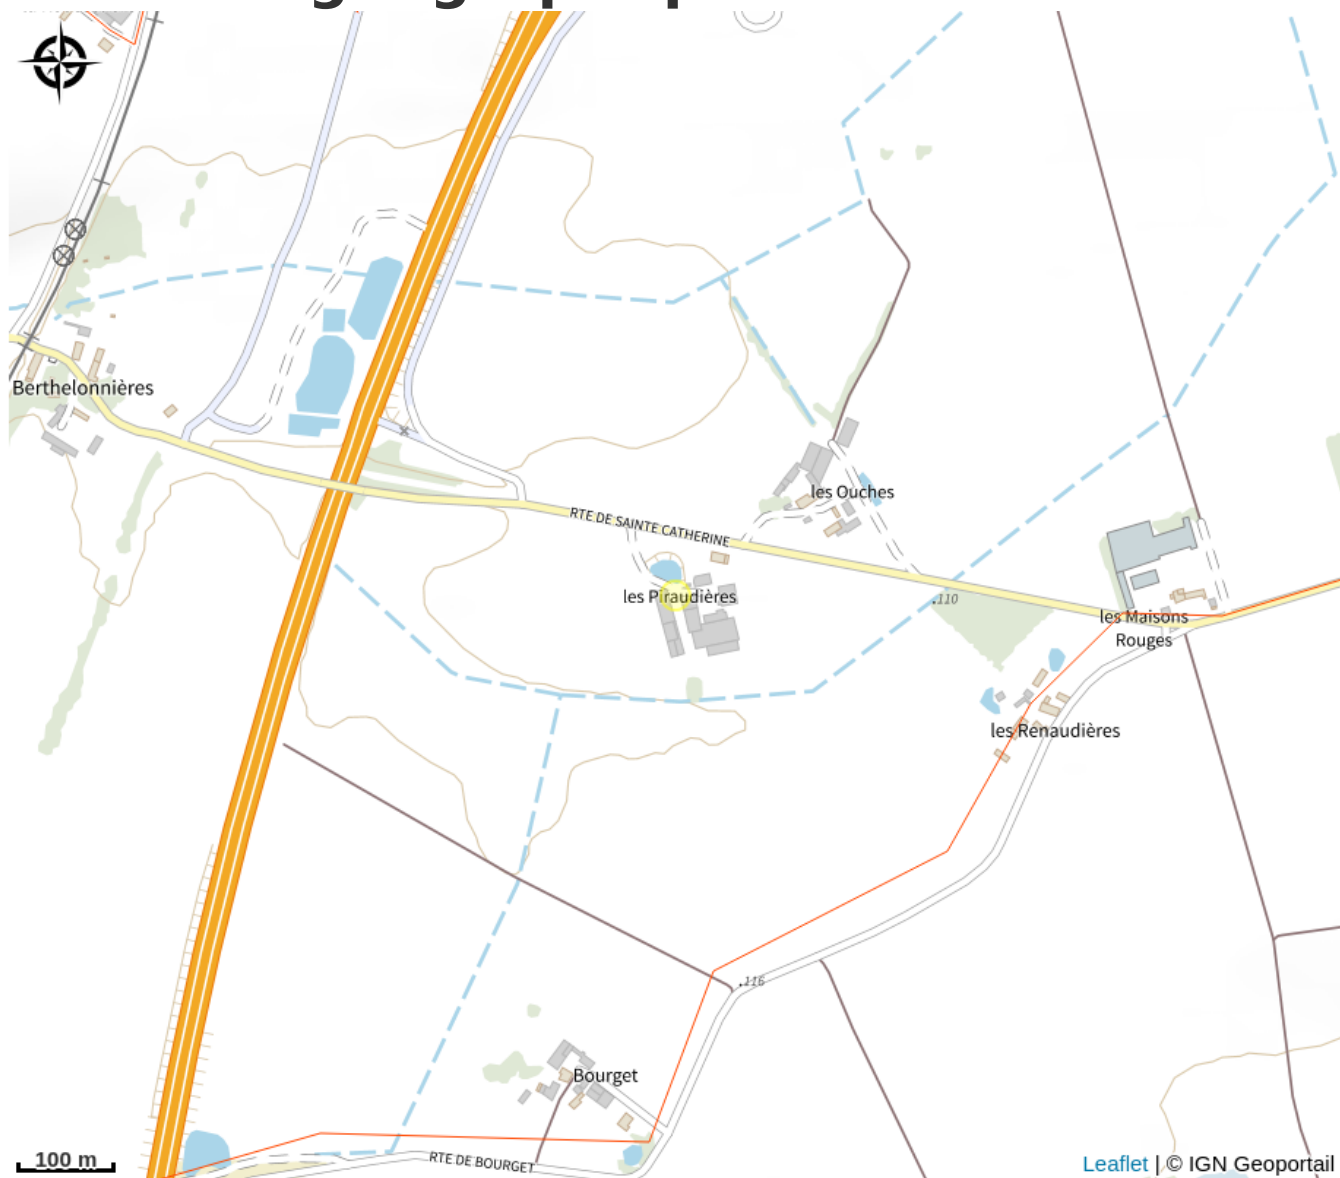 Berthelonnières
les Ouches
RTE DE SAINTE CATHERINE
les Piraudières
.110
les Maisons
Rouges
les Renaudières
.116
Bourget
RTE DE BOURGET
100 m
Leaflet | © IGN Geoportail